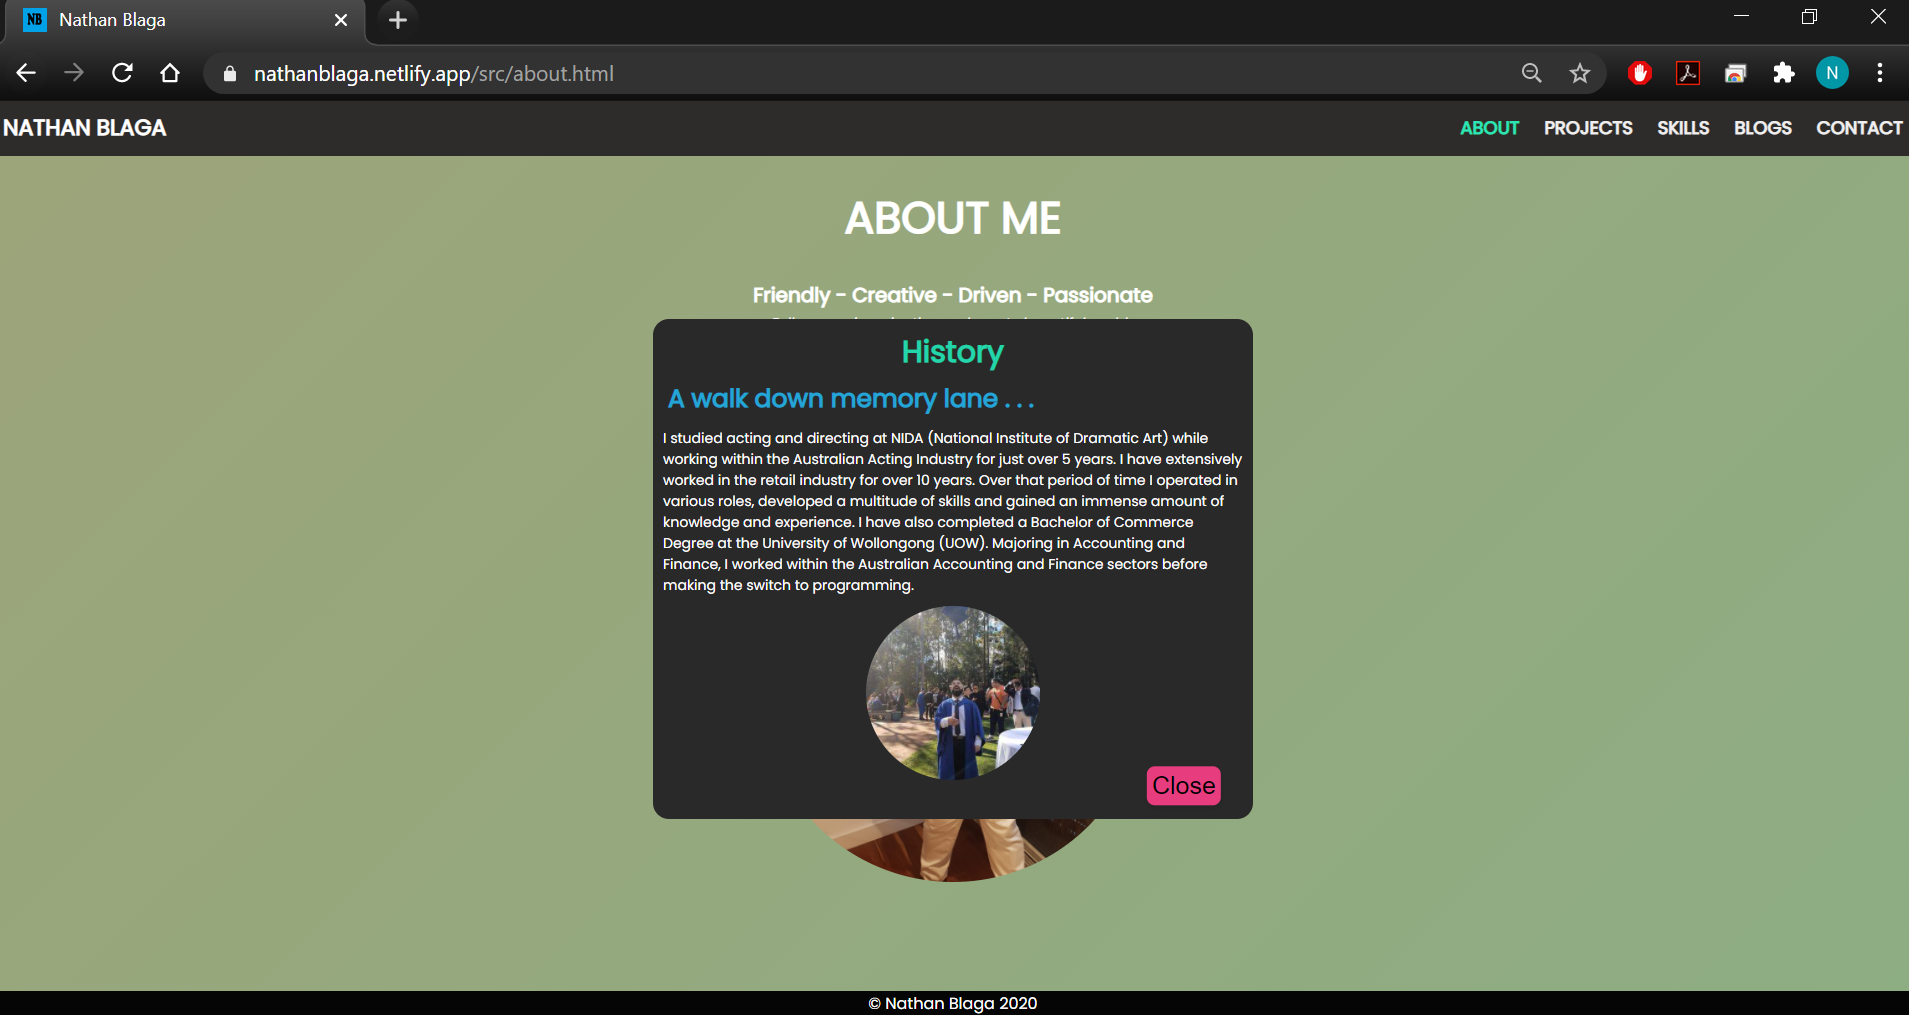 NB Nathan Blaga
nathanblaga.netlify.app/src/about.html
N
NATHAN BLAGA
ABOUT PROJECTS SKILLS BLOGS CONTACT
ABOUT ME
Friendly - Creative - Driven - Passionate
History
A walk down memory lane . . .
I studied acting and directing at NIDA (National Institute of Dramatic Art) while
working within the Australian Acting Industry for just over 5 years. I have extensively
worked in the retail industry for over 10 years. Over that period of time I operated in
various roles, developed a multitude of skills and gained an immense amount of
knowledge and experience. I have also completed a Bachelor of Commerce
Degree at the University of Wollongong (UOW). Majoring in Accounting and
Finance, I worked within the Australian Accounting and Finance sectors before
making the switch to programming.
Close
© Nathan Blaga 2020